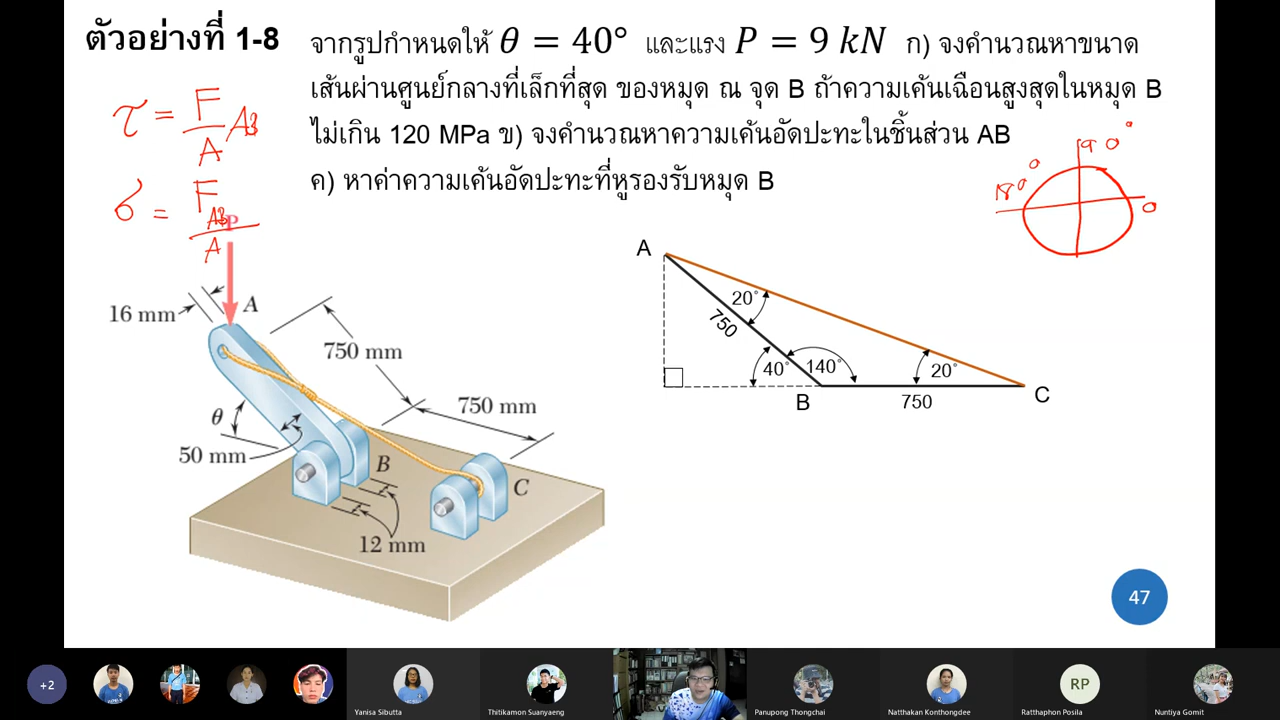 ตัวอย่างที่ 1-8 จากรูปกำหนดให้ θ = 40° และแรง P = 9 kN ก) จงคำนวณหาขนาด
เส้นผ่านศูนย์กลางที่เล็กที่สุด ของหมุด ณ จุด B ถ้าความเค้นเฉือนสูงสุดในหมุด B
ไม่เกิน 120 MPa ข) จงคำนวณหาความเค้นอัดปะทะในชิ้นส่วน AB
ค) หาค่าความเค้นอัดปะทะที่หูรองรับหมุด B
τ = F/A AB
σ = F AB/A
90°
180°
0
P
A
16 mm
750 mm
750 mm
θ
50 mm
B
C
12 mm
A
20°
750
40°
140°
20°
B
750
C
47
+2
Yanisa Sibutta
Thitikamon Suanyaeng
Panupong Thongchai
Natthakan Konthongdee
RP
Ratthaphon Posila
Nuntiya Gomit